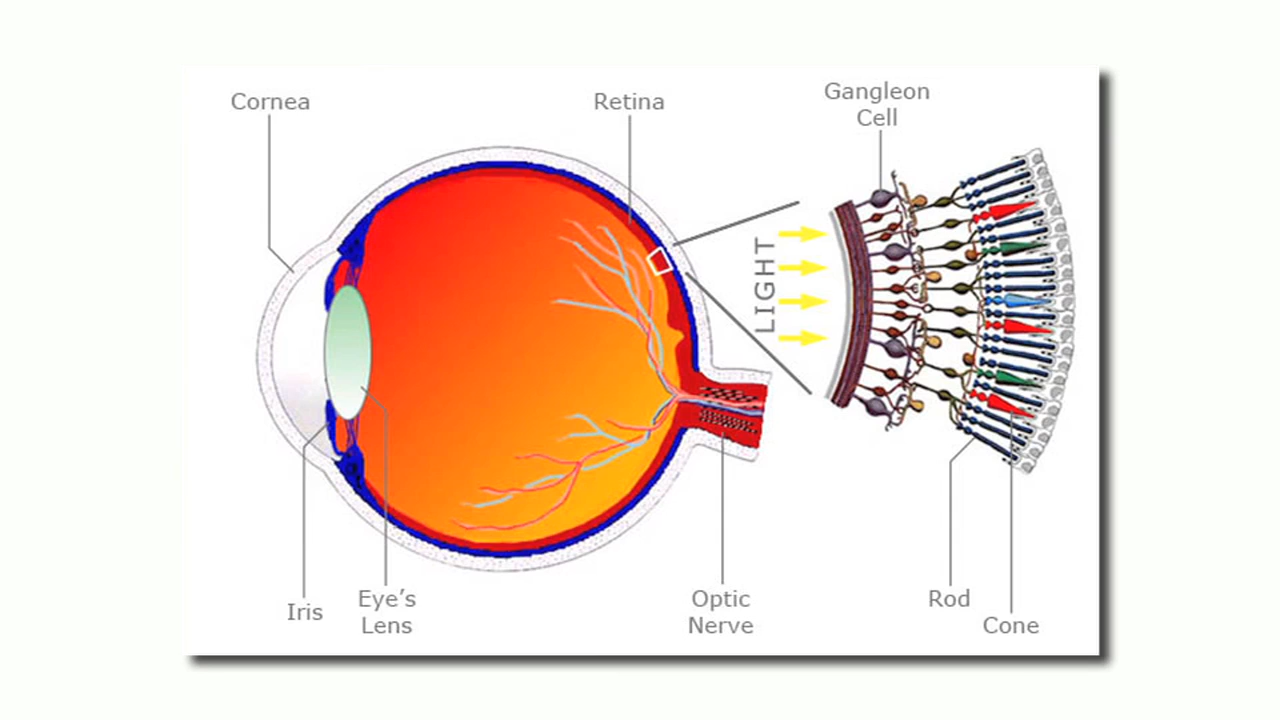 Cornea
Retina
Gangleon
Cell
LIGHT
Iris
Eye’s
Lens
Optic
Nerve
Rod
Cone